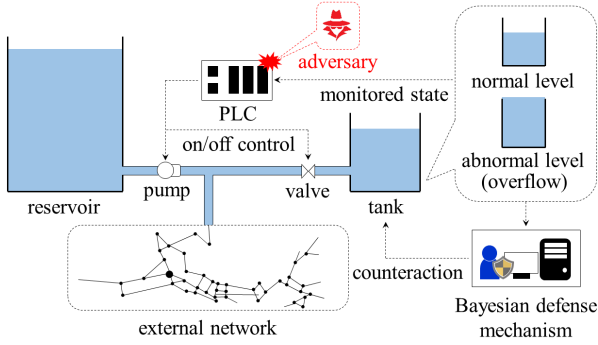 adversary
PLC
monitored state
normal level
on/off control
abnormal level
(overflow)
pump
valve
reservoir
tank
counteraction
Bayesian defense
mechanism
external network